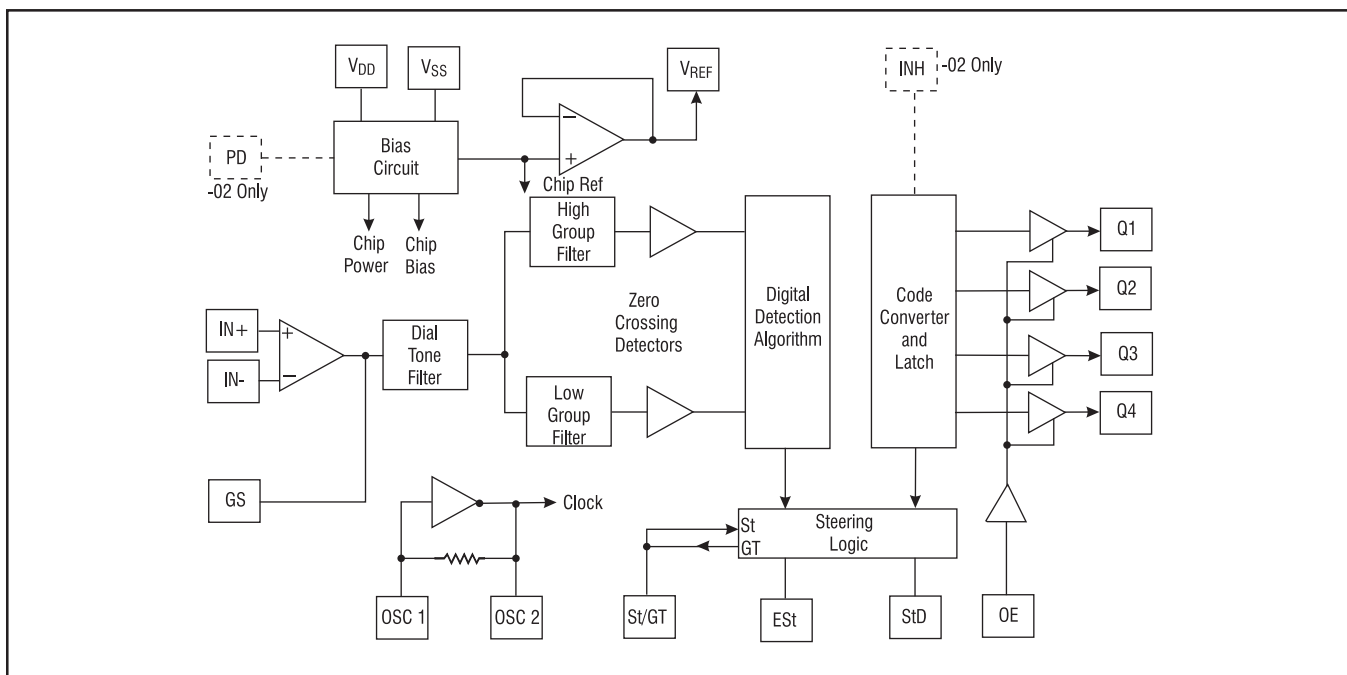 VDD
VSS
VREF
INH
-02 Only
PD
-02 Only
Bias
Circuit
−
+
Chip Ref
Chip
Power
Chip
Bias
High
Group
Filter
IN+
IN-
+
−
Dial
Tone
Filter
Zero
Crossing
Detectors
Low
Group
Filter
Digital
Detection
Algorithm
Code
Converter
and
Latch
Q1
Q2
Q3
Q4
GS
Clock
St
GT
Steering
Logic
OSC 1
OSC 2
St/GT
ESt
StD
OE